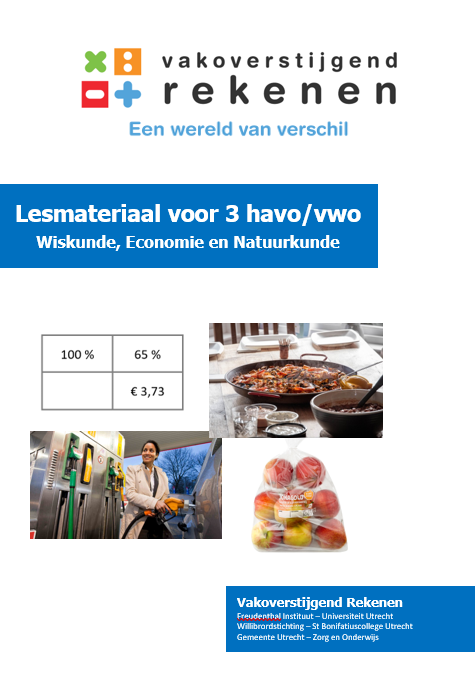 vakoverstijgend
rekenen
Een wereld van verschil
Lesmateriaal voor 3 havo/vwo
Wiskunde, Economie en Natuurkunde
100 % 65 %
€ 3,73
Vakoverstijgend Rekenen
Freudenthal Instituut – Universiteit Utrecht
Willibrordstichting – St Bonifatiuscollege Utrecht
Gemeente Utrecht – Zorg en Onderwijs